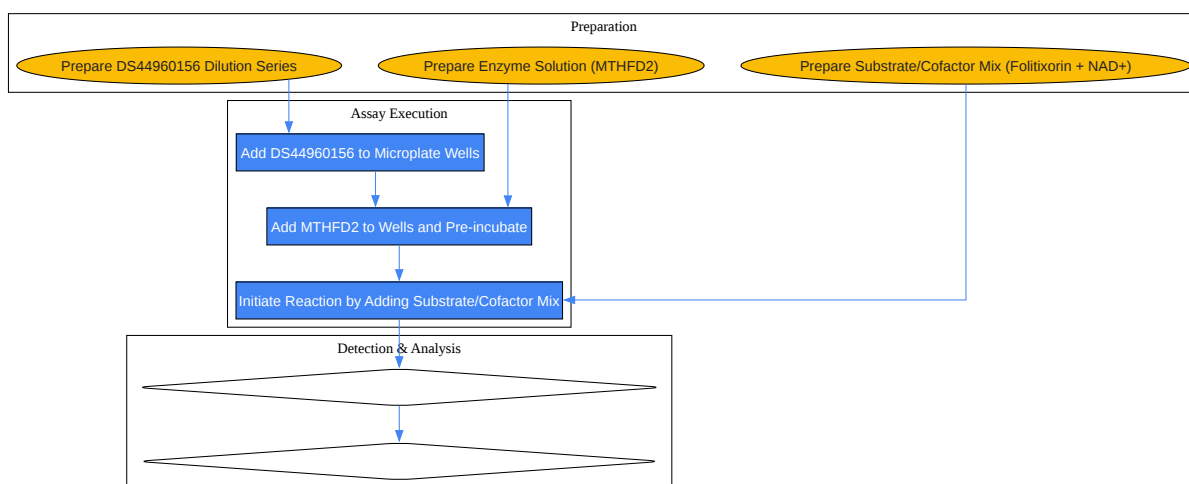 Preparation
Prepare DS44960156 Dilution Series
Prepare Enzyme Solution (MTHFD2)
Prepare Substrate/Cofactor Mix (Folitixorin + NAD+)
Assay Execution
Add DS44960156 to Microplate Wells
Add MTHFD2 to Wells and Pre-incubate
Initiate Reaction by Adding Substrate/Cofactor Mix
Detection & Analysis